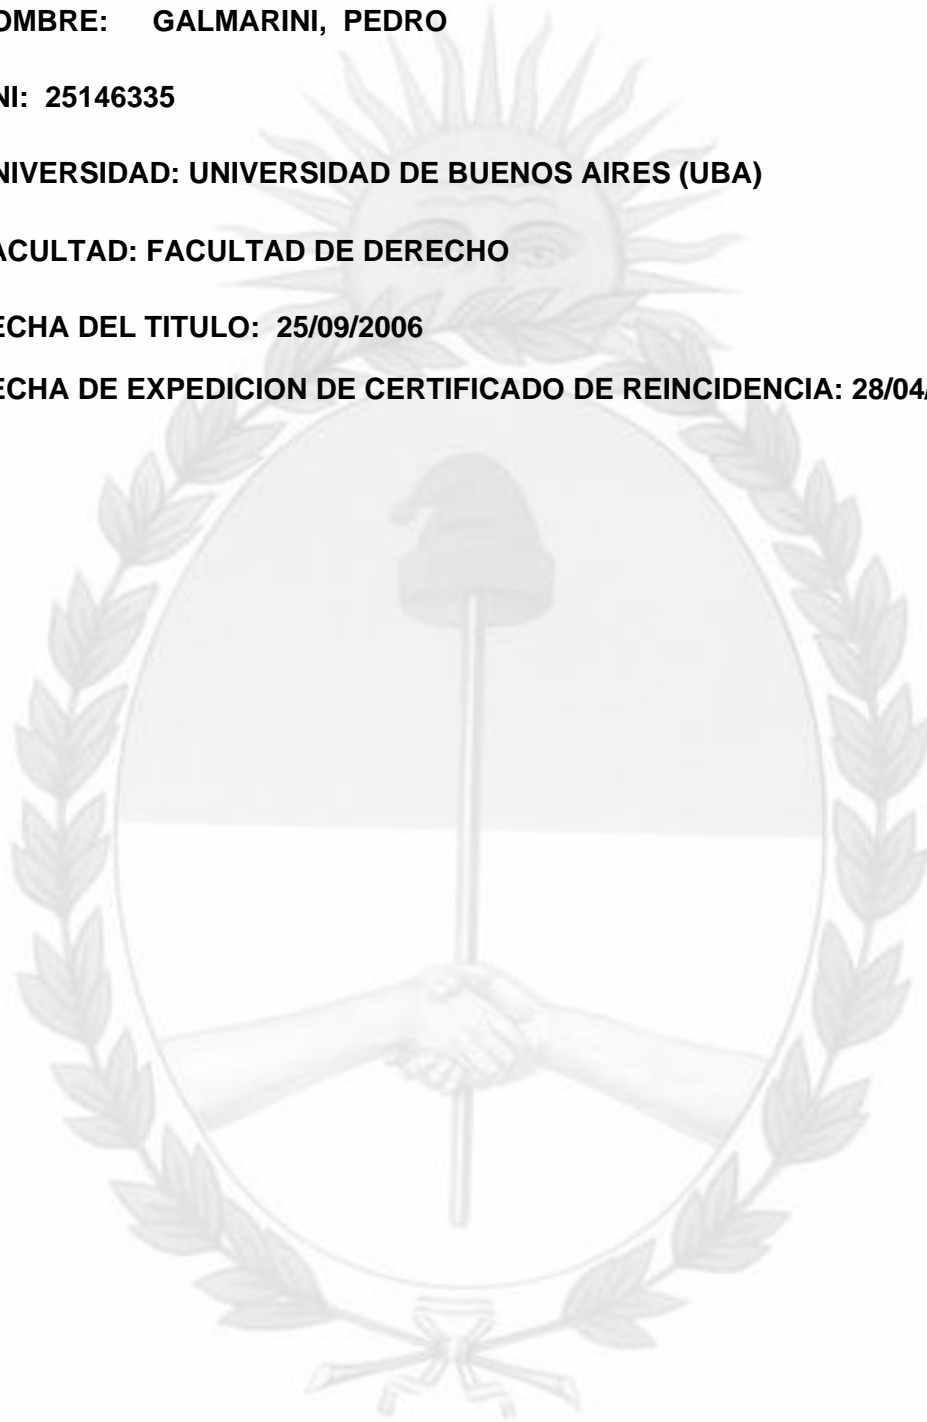 OMBRE: GALMARINI, PEDRO
NI: 25146335
NIVERSIDAD: UNIVERSIDAD DE BUENOS AIRES (UBA)
ACULTAD: FACULTAD DE DERECHO
ECHA DEL TITULO: 25/09/2006
ECHA DE EXPEDICION DE CERTIFICADO DE REINCIDENCIA: 28/04/